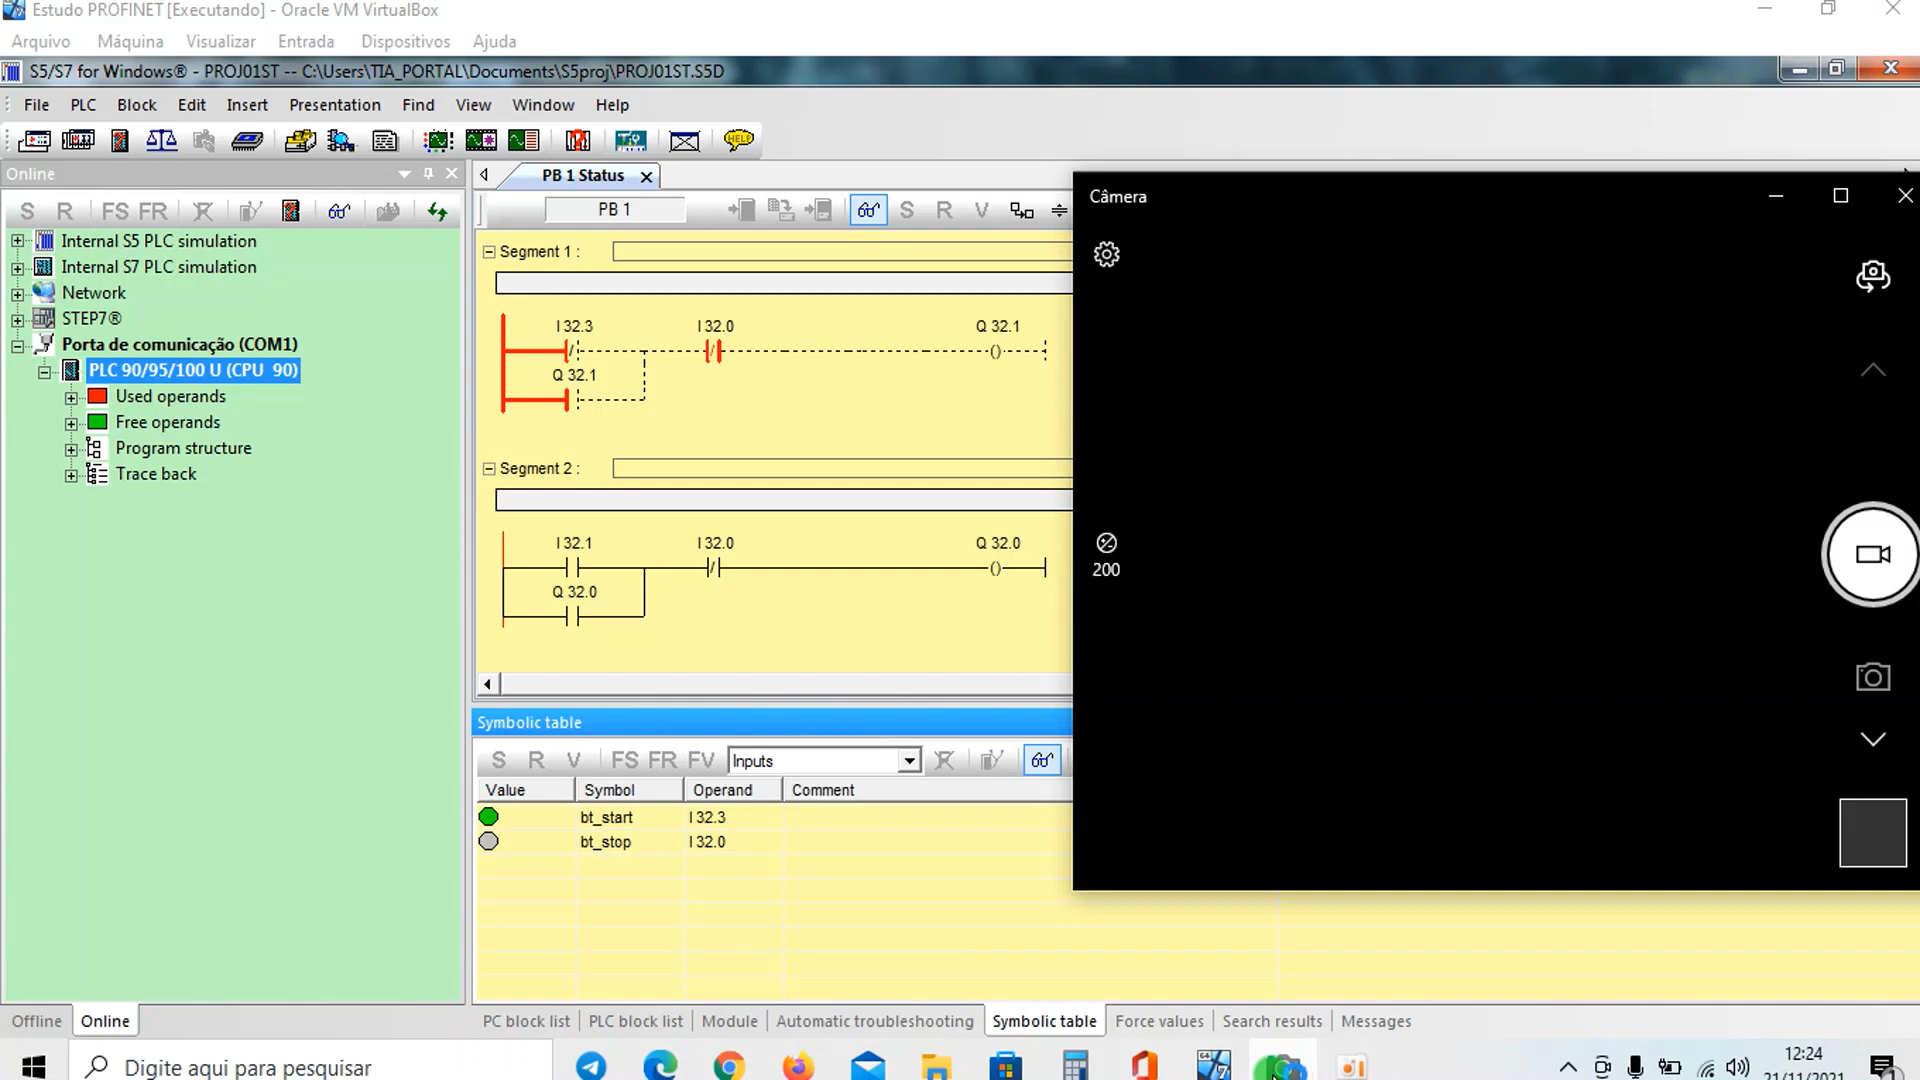 Estudo PROFINET [Executando] - Oracle VM VirtualBox
Arquivo Máquina Visualizar Entrada Dispositivos Ajuda
S5/S7 for Windows® - PROJ01ST -- C:\Users\TIA_PORTAL\Documents\S5proj\PROJ01ST.S5D
File PLC Block Edit Insert Presentation Find View Window Help
HELP
Online
PB 1 Status
S R FS FR
PB 1
S R V
Internal S5 PLC simulation
Internal S7 PLC simulation
Network
STEP7®
Porta de comunicação (COM1)
PLC 90/95/100 U (CPU 90)
Used operands
Free operands
Program structure
Trace back
Segment 1 :
I 32.3 I 32.0 Q 32.1
Q 32.1
Segment 2 :
I 32.1 I 32.0 Q 32.0
Q 32.0
Câmera
200
Symbolic table
S R V FS FR FV Inputs
Value Symbol Operand Comment
bt_start I 32.3
bt_stop I 32.0
Offline Online
PC block list PLC block list Module Automatic troubleshooting Symbolic table Force values Search results Messages
Digite aqui para pesquisar
12:24
21/11/2021